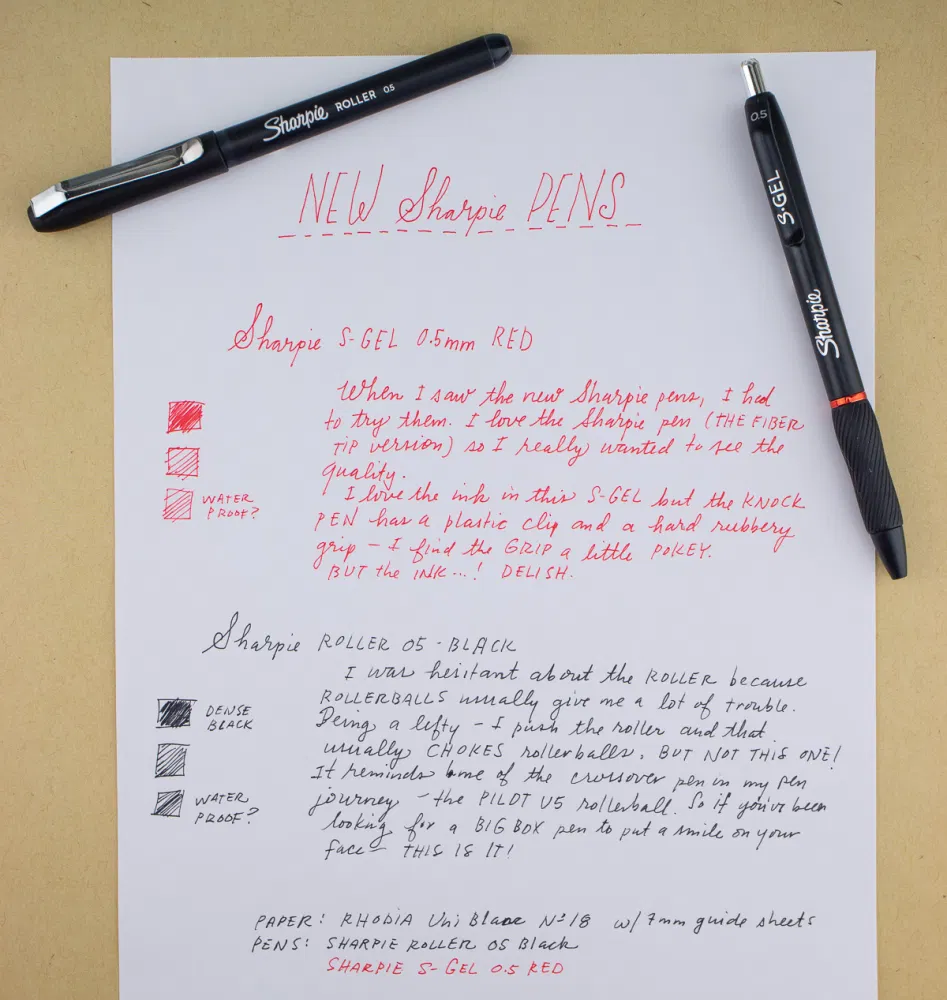 Sharpie ROLLER 0.5
0.5
S·GEL
Sharpie
NEW Sharpie PENS
Sharpie S-GEL 0.5mm RED
When I saw the new Sharpie pens, I had
to try them. I love the Sharpie pen (THE FIBER
TIP VERSION) so I really wanted to see the
quality.
I love the ink in this S-GEL but the KNOCK
PEN has a plastic clip and a hard rubbery
grip – I find the GRIP a little POKEY.
BUT the INK...! DELISH.
WATER
PROOF?
Sharpie ROLLER 05 - BLACK
I was hesitant about the ROLLER because
ROLLERBALLS usually give me a lot of trouble.
Being a lefty – I push the roller and that
usually CHOKES rollerballs. BUT NOT THIS ONE!
It reminds me of the crossover pen in my pen
journey – the PILOT V5 rollerball. So if you've been
looking for a BIG BOX pen to put a smile on your
face – THIS IS IT!
DENSE
BLACK
WATER
PROOF?
PAPER: RHODIA Uni Blanc Nº18 w/ 7mm guide sheets
PENS: SHARPIE ROLLER 05 Black
SHARPIE S-GEL 0.5 RED